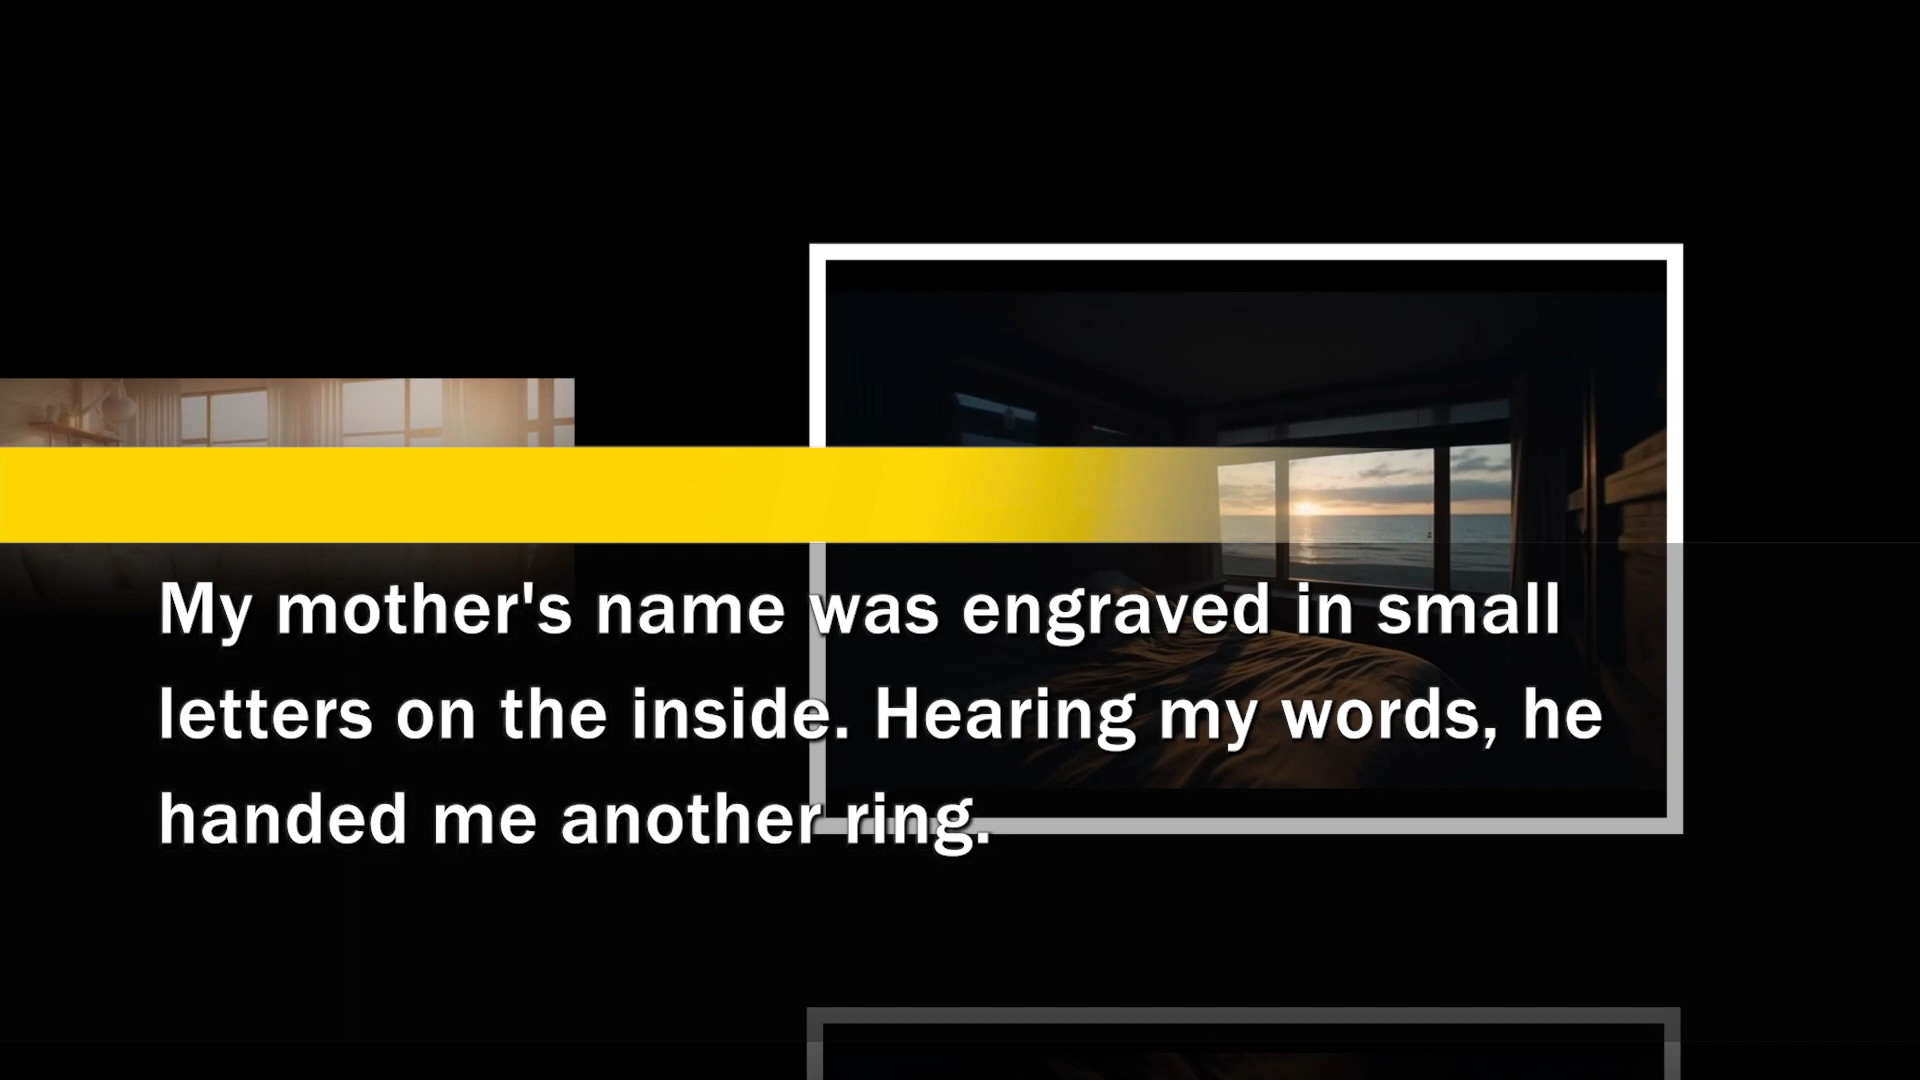 My mother's name was engraved in small
letters on the inside. Hearing my words, he
handed me another ring.